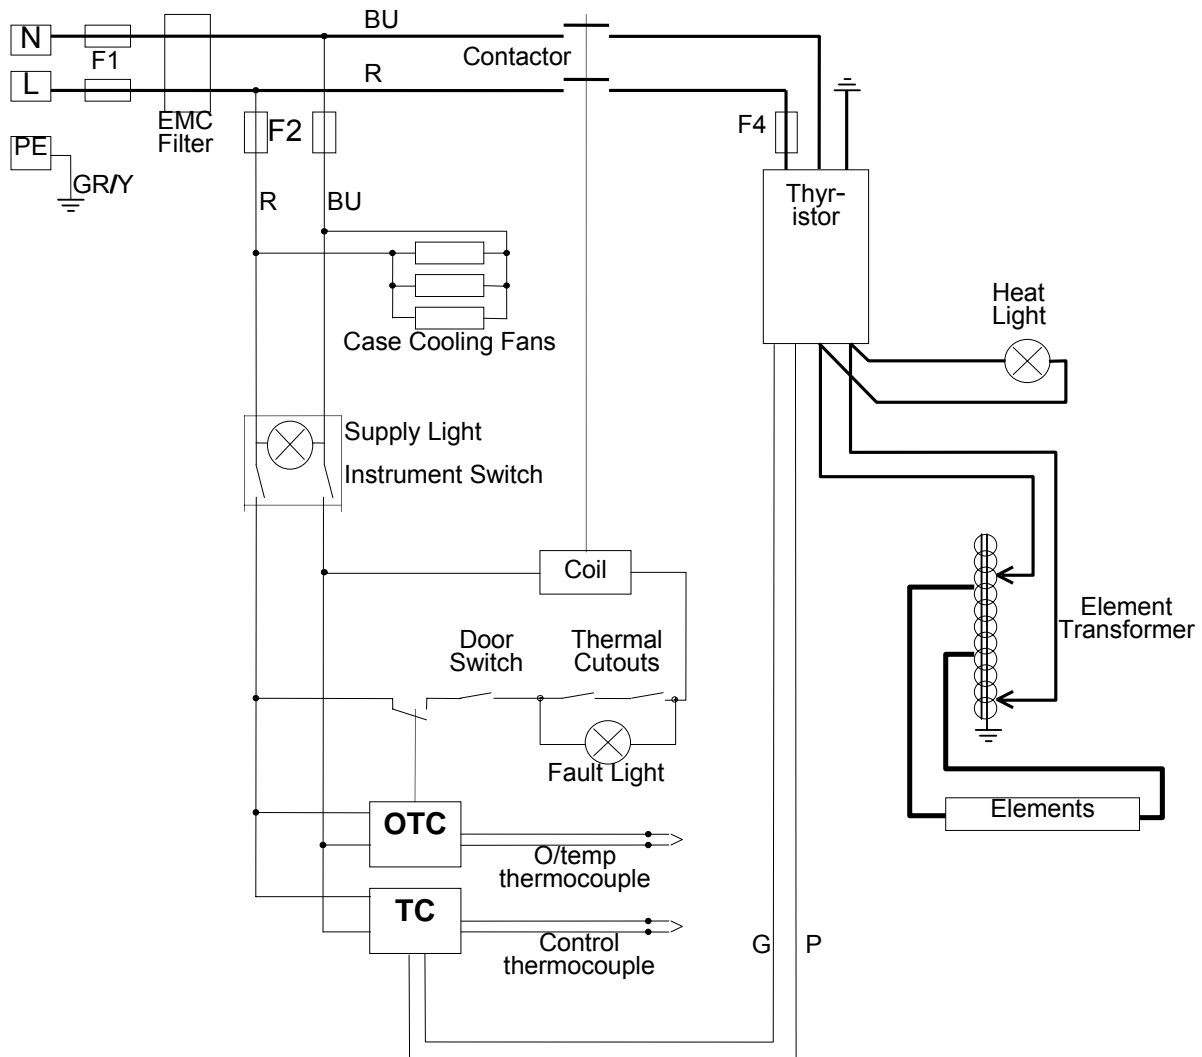 N
BU
F1
Contactor
L
R
EMC
Filter
F2
F4
PE
GR/Y
R
BU
Thyr-
istor
Heat
Light
Case Cooling Fans
Supply Light
Instrument Switch
Coil
Element
Transformer
Door
Switch
Thermal
Cutouts
Fault Light
Elements
OTC
O/temp
thermocouple
TC
Control
thermocouple
G
P